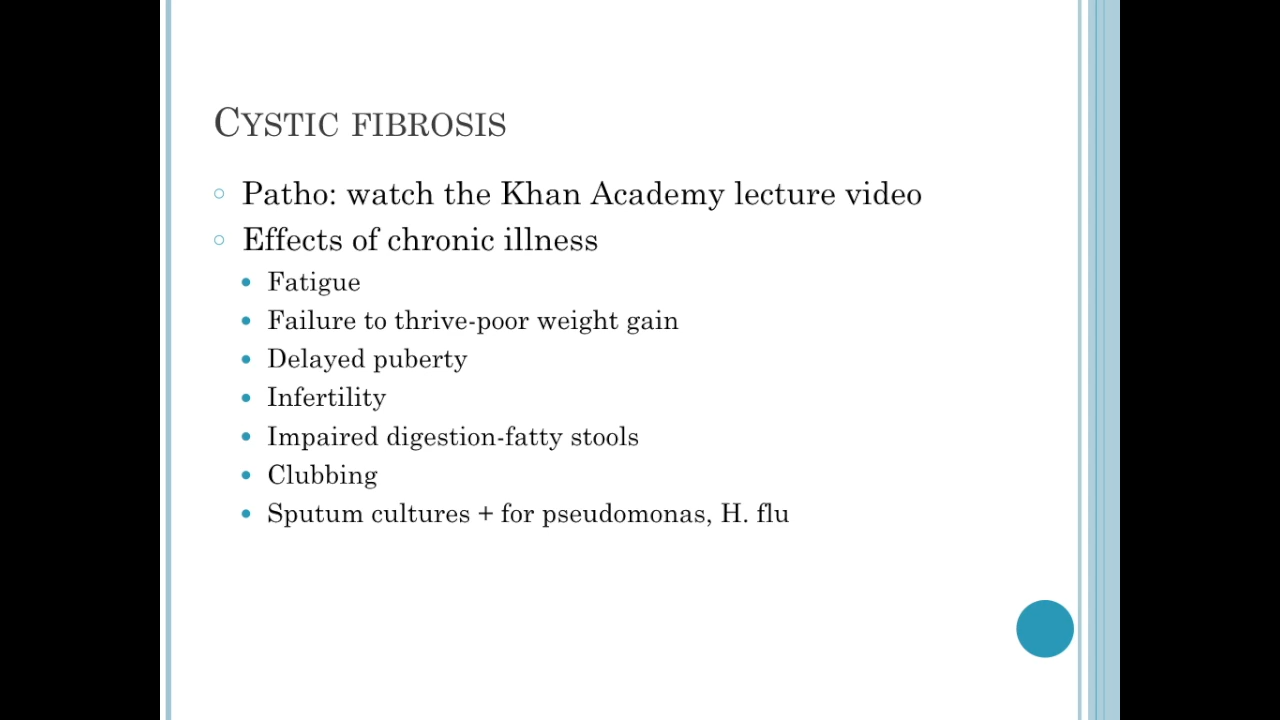 Cystic fibrosis
Patho: watch the Khan Academy lecture video
Effects of chronic illness
Fatigue
Failure to thrive-poor weight gain
Delayed puberty
Infertility
Impaired digestion-fatty stools
Clubbing
Sputum cultures + for pseudomonas, H. flu